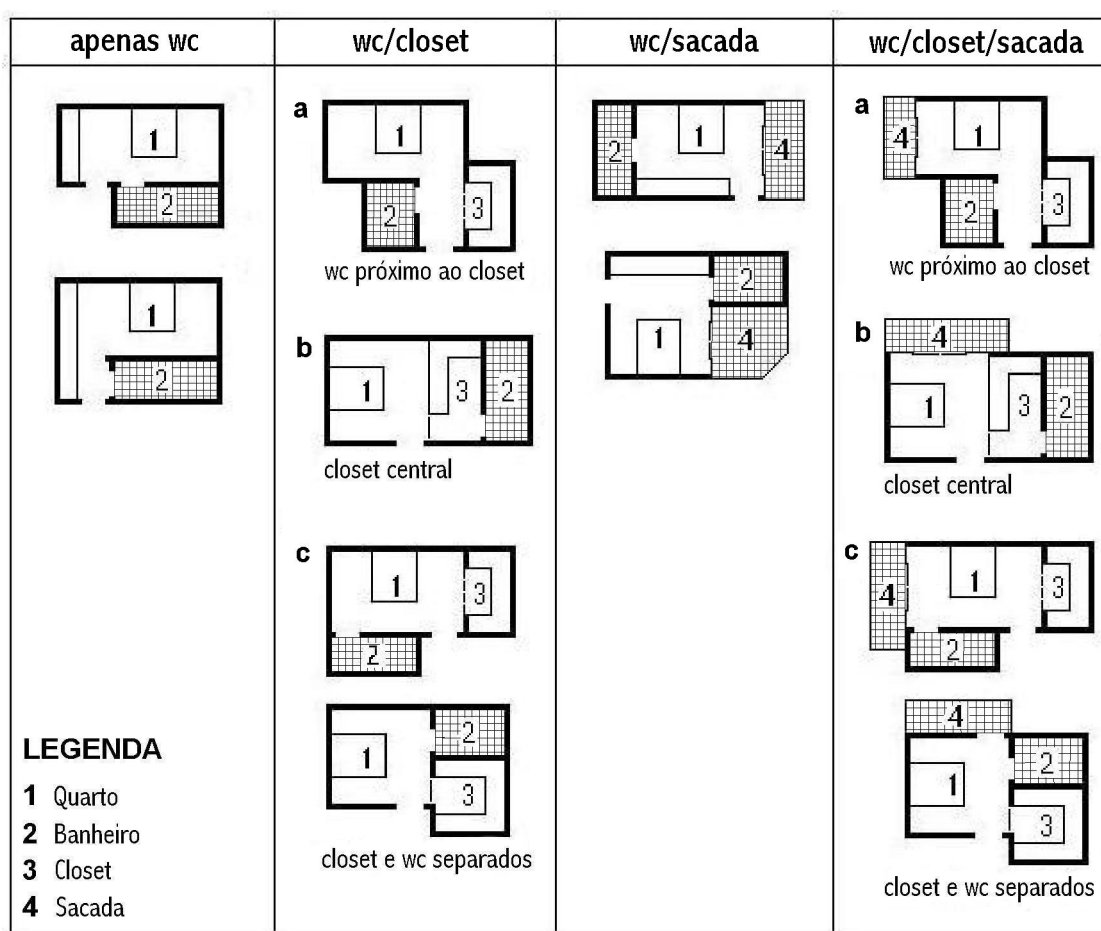 apenas wc
1
2
1
2
LEGENDA
1 Quarto
2 Banheiro
3 Closet
4 Sacada
wc/closet
a
1
2
3
wc próximo ao closet
b
1
3
2
closet central
c
1
3
2
1
2
3
closet e wc separados
wc/sacada
2
1
4
2
1
4
wc/closet/sacada
a
4
1
2
3
wc próximo ao closet
b
4
1
3
2
closet central
c
4
1
3
2
4
1
2
3
closet e wc separados